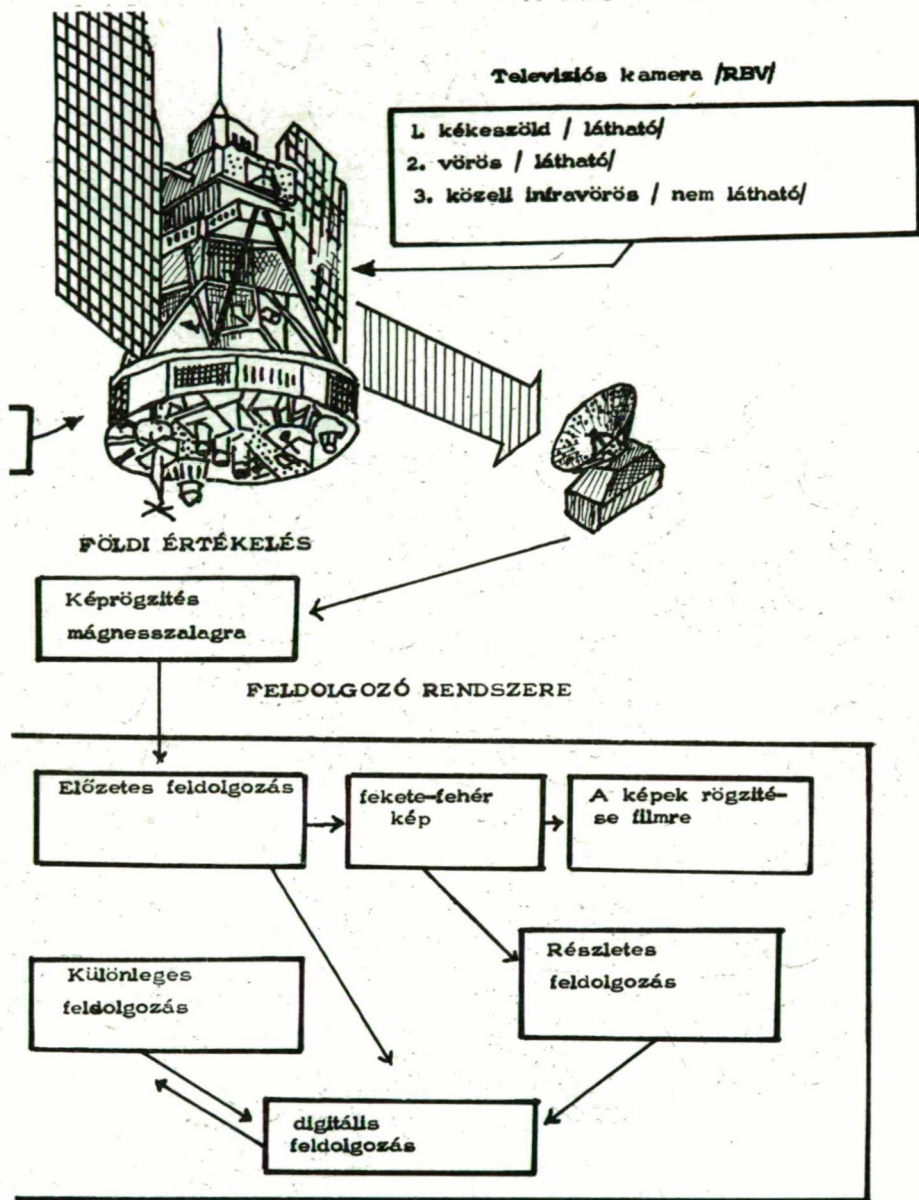 Televiziós kamera /RBV/
1. kékeszöld / látható/
2. vörös / látható/
3. közeli infravörös / nem látható/
FÖLDI ÉRTÉKELÉS
Képrögzités
mágnesszalagra
FELDOLGOZÓ RENDSZERE
Előzetes feldolgozás
fekete-fehér
kép
A képek rögzité-
se filmre
Részletes
feldolgozás
Különleges
feldolgozás
digitális
feldolgozás